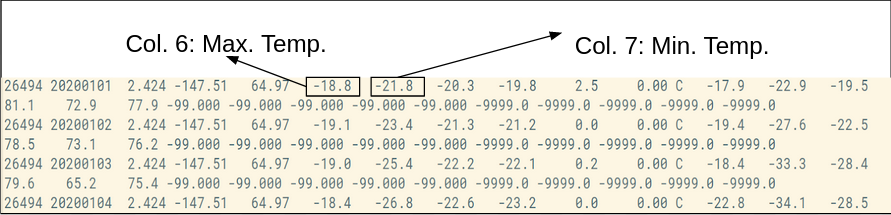 Col. 6: Max. Temp.
Col. 7: Min. Temp.
26494 20200101 2.424 -147.51 64.97 -18.8 -21.8 -20.3 -19.8 2.5 0.00 C -17.9 -22.9 -19.5
81.1 72.9 77.9 -99.000 -99.000 -99.000 -99.000 -99.000 -9999.0 -9999.0 -9999.0 -9999.0 -9999.0
26494 20200102 2.424 -147.51 64.97 -19.1 -23.4 -21.3 -21.2 0.0 0.00 C -19.4 -27.6 -22.5
78.5 73.1 76.2 -99.000 -99.000 -99.000 -99.000 -99.000 -9999.0 -9999.0 -9999.0 -9999.0 -9999.0
26494 20200103 2.424 -147.51 64.97 -19.0 -25.4 -22.2 -22.1 0.2 0.00 C -18.4 -33.3 -28.4
79.6 65.2 75.4 -99.000 -99.000 -99.000 -99.000 -99.000 -9999.0 -9999.0 -9999.0 -9999.0 -9999.0
26494 20200104 2.424 -147.51 64.97 -18.4 -26.8 -22.6 -23.2 0.0 0.00 C -22.8 -34.1 -28.5